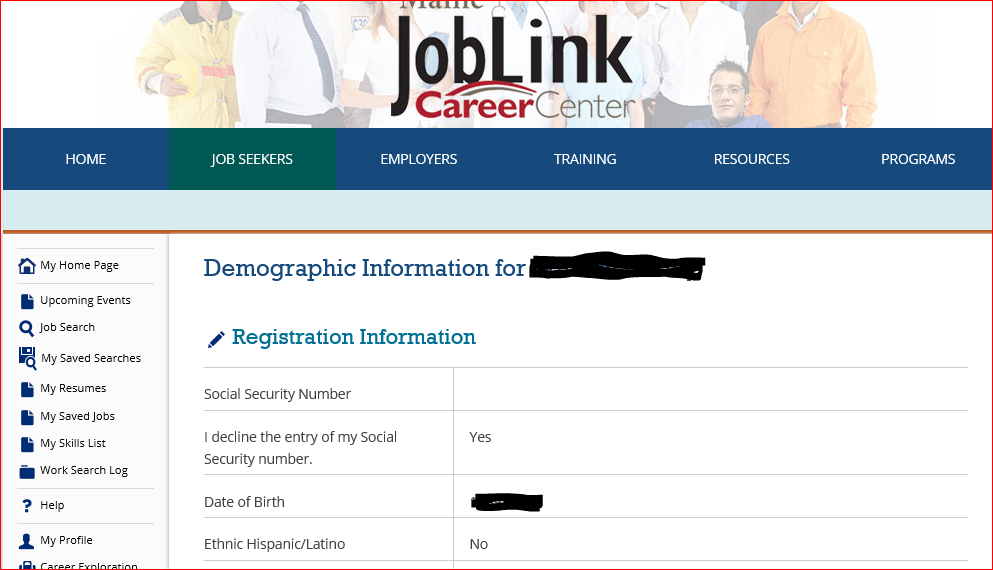 Maine
JobLink
CareerCenter
HOME
JOB SEEKERS
EMPLOYERS
TRAINING
RESOURCES
PROGRAMS
My Home Page
Upcoming Events
Job Search
My Saved Searches
My Resumes
My Saved Jobs
My Skills List
Work Search Log
? Help
My Profile
Career Exploration
Demographic Information for
Registration Information
Social Security Number
I decline the entry of my Social
Security number.
Yes
Date of Birth
Ethnic Hispanic/Latino
No